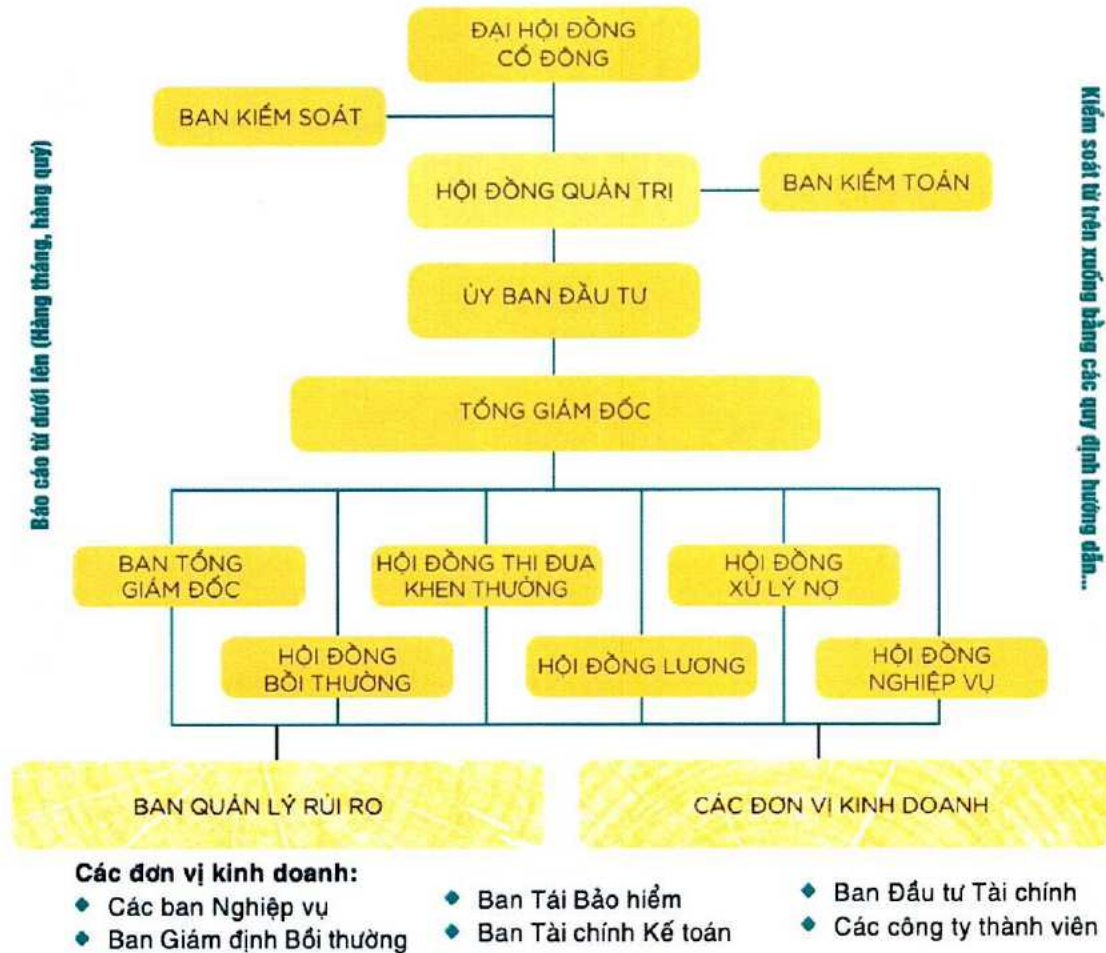 ĐẠI HỘI ĐỒNG
CỔ ĐÔNG
BAN KIỂM SOÁT
HỘI ĐỒNG QUẢN TRỊ
BAN KIỂM TOÁN
ỦY BAN ĐẦU TƯ
TỔNG GIÁM ĐỐC
Báo cáo từ dưới lên (Hàng tháng, hàng quý)
Kiểm soát từ trên xuống bằng các quy định hướng dẫn...
BAN TỔNG
GIÁM ĐỐC
HỘI ĐỒNG THI ĐUA
KHEN THƯỞNG
HỘI ĐỒNG
XỬ LÝ NỢ
HỘI ĐỒNG
BỒI THƯỜNG
HỘI ĐỒNG LƯƠNG
HỘI ĐỒNG
NGHIỆP VỤ
BAN QUẢN LÝ RỦI RO
CÁC ĐƠN VỊ KINH DOANH
Các đơn vị kinh doanh:
◆ Các ban Nghiệp vụ
◆ Ban Giám định Bồi thường
◆ Ban Tái Bảo hiểm
◆ Ban Tài chính Kế toán
◆ Ban Đầu tư Tài chính
◆ Các công ty thành viên